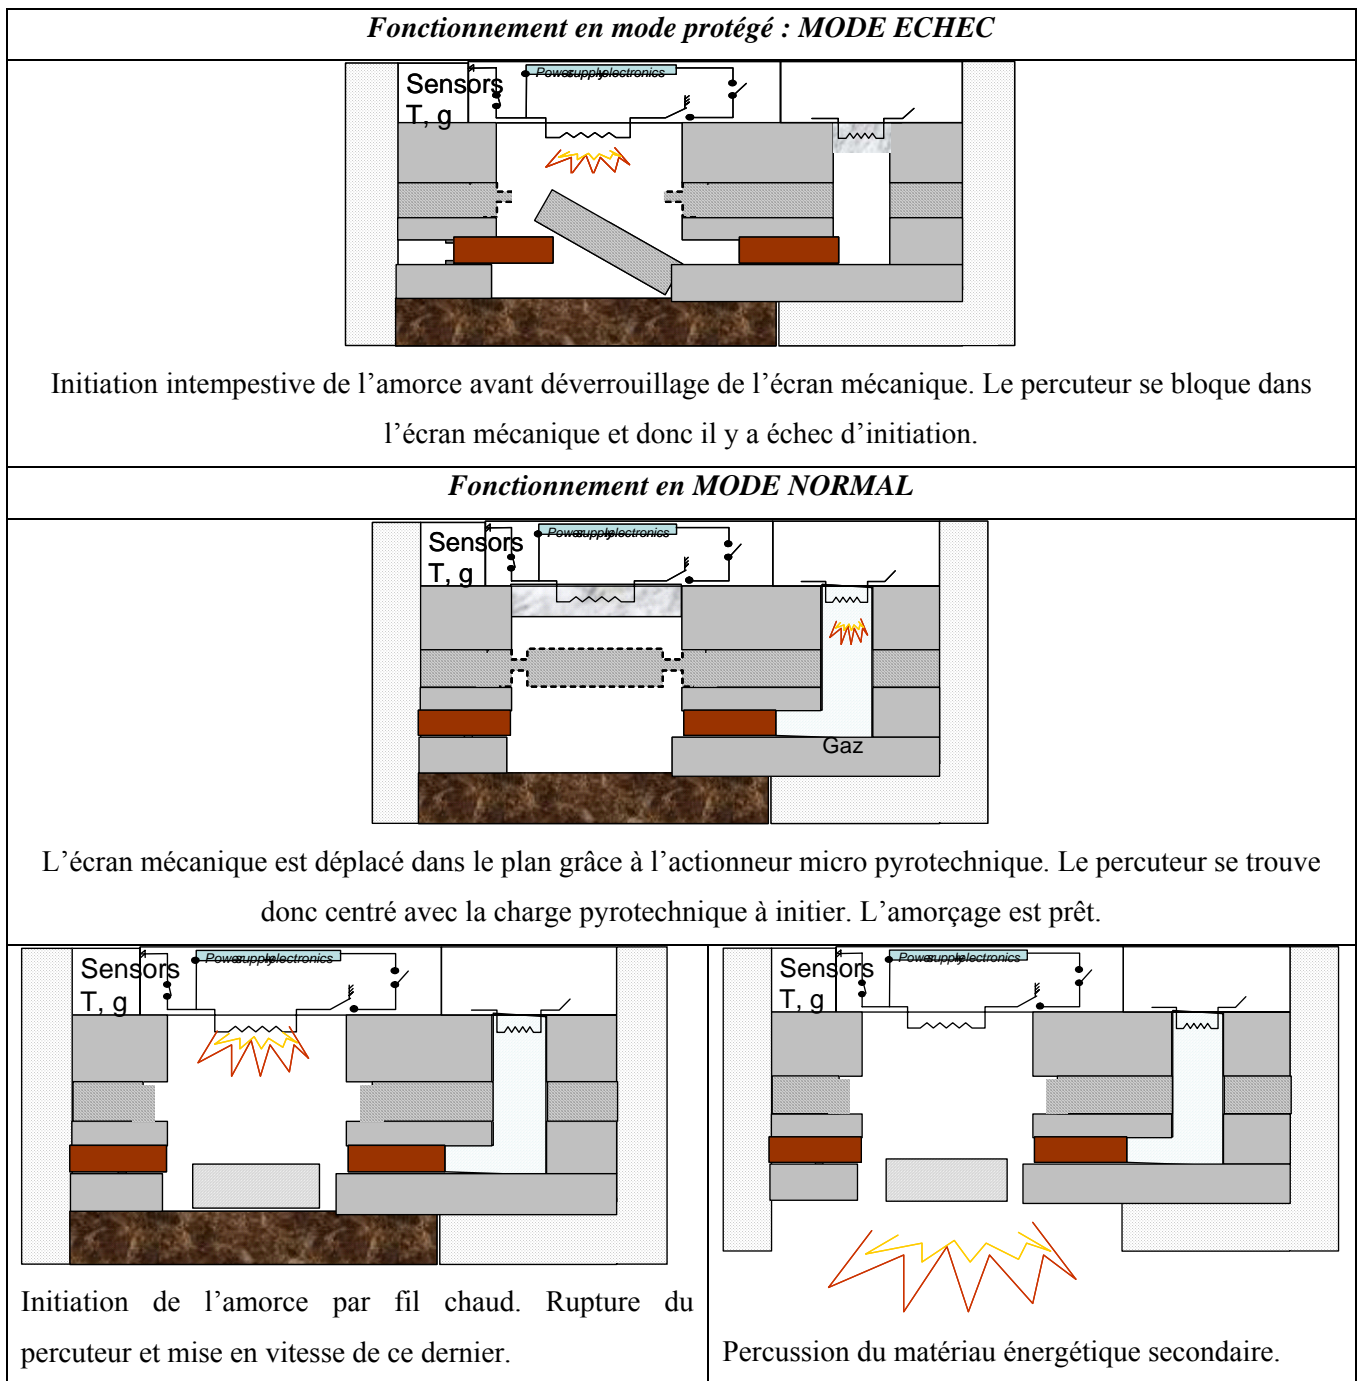 Fonctionnement en mode protégé : MODE ECHEC
Sensors
T, g
Initiation intempestive de l’amorce avant déverrouillage de l’écran mécanique. Le percuteur se bloque dans
l’écran mécanique et donc il y a échec d’initiation.
Fonctionnement en MODE NORMAL
Sensors
T, g
Gaz
L’écran mécanique est déplacé dans le plan grâce à l’actionneur micro pyrotechnique. Le percuteur se trouve
donc centré avec la charge pyrotechnique à initier. L’amorçage est prêt.
Sensors
T, g
Initiation de l’amorce par fil chaud. Rupture du
percuteur et mise en vitesse de ce dernier.
Sensors
T, g
Percussion du matériau énergétique secondaire.